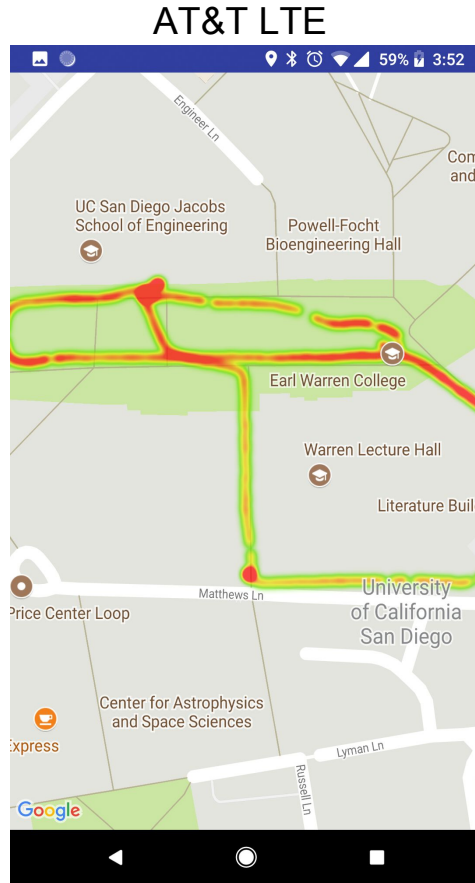 AT&T LTE
59% 3:52
Engineer Ln
Com
and
UC San Diego Jacobs
School of Engineering
Powell-Focht
Bioengineering Hall
Earl Warren College
Warren Lecture Hall
Literature Buil
Matthews Ln
University
of California
San Diego
Price Center Loop
Center for Astrophysics
and Space Sciences
Express
Lyman Ln
Russell Ln
Google